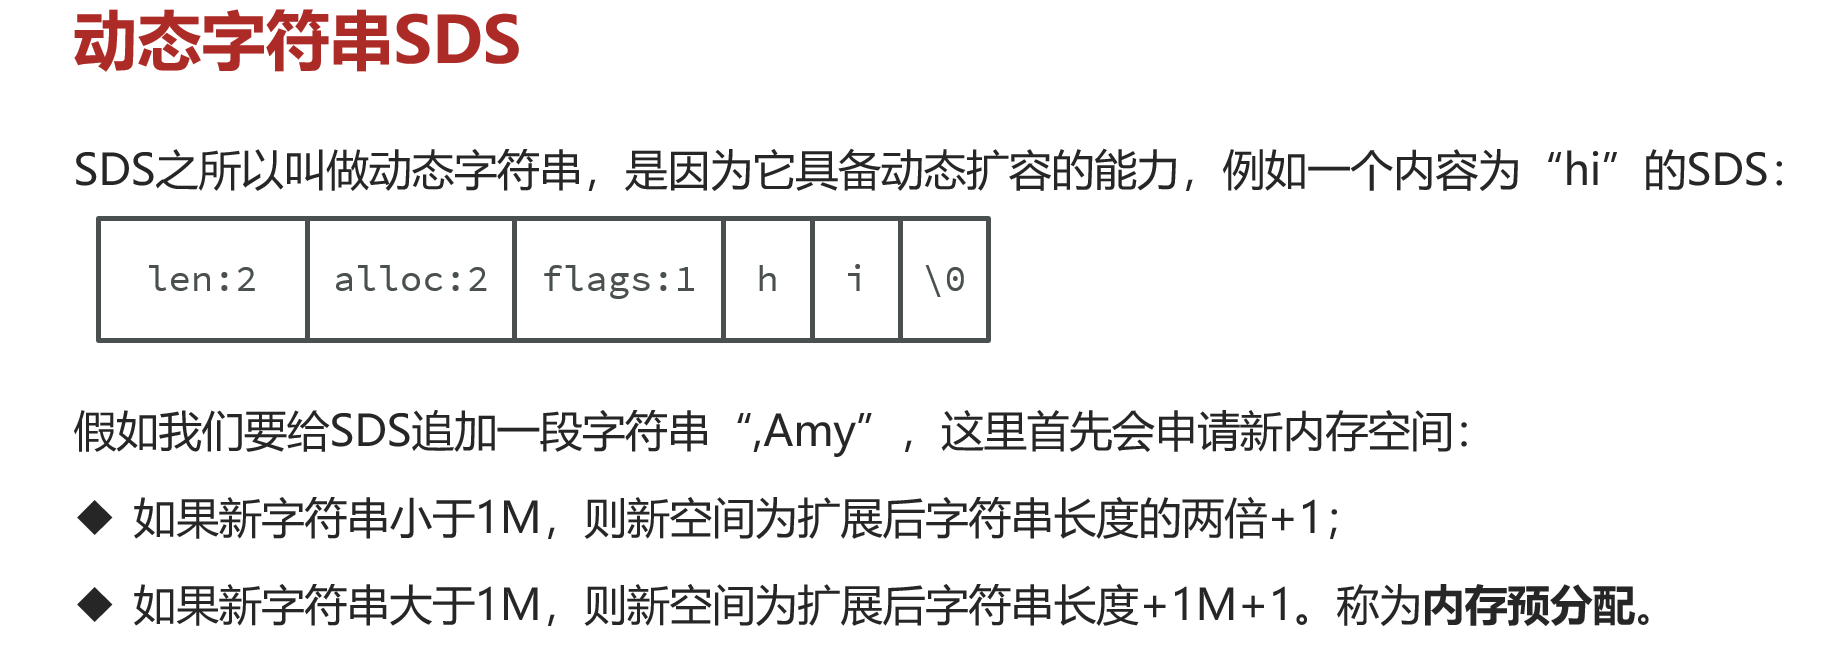 动态字符串SDS
SDS之所以叫做动态字符串，是因为它具备动态扩容的能力，例如一个内容为“hi”的SDS：
len:2 alloc:2 flags:1 h i \0
假如我们要给SDS追加一段字符串“,Amy”，这里首先会申请新内存空间：
◆ 如果新字符串小于1M，则新空间为扩展后字符串长度的两倍+1；
◆ 如果新字符串大于1M，则新空间为扩展后字符串长度+1M+1。称为内存预分配。